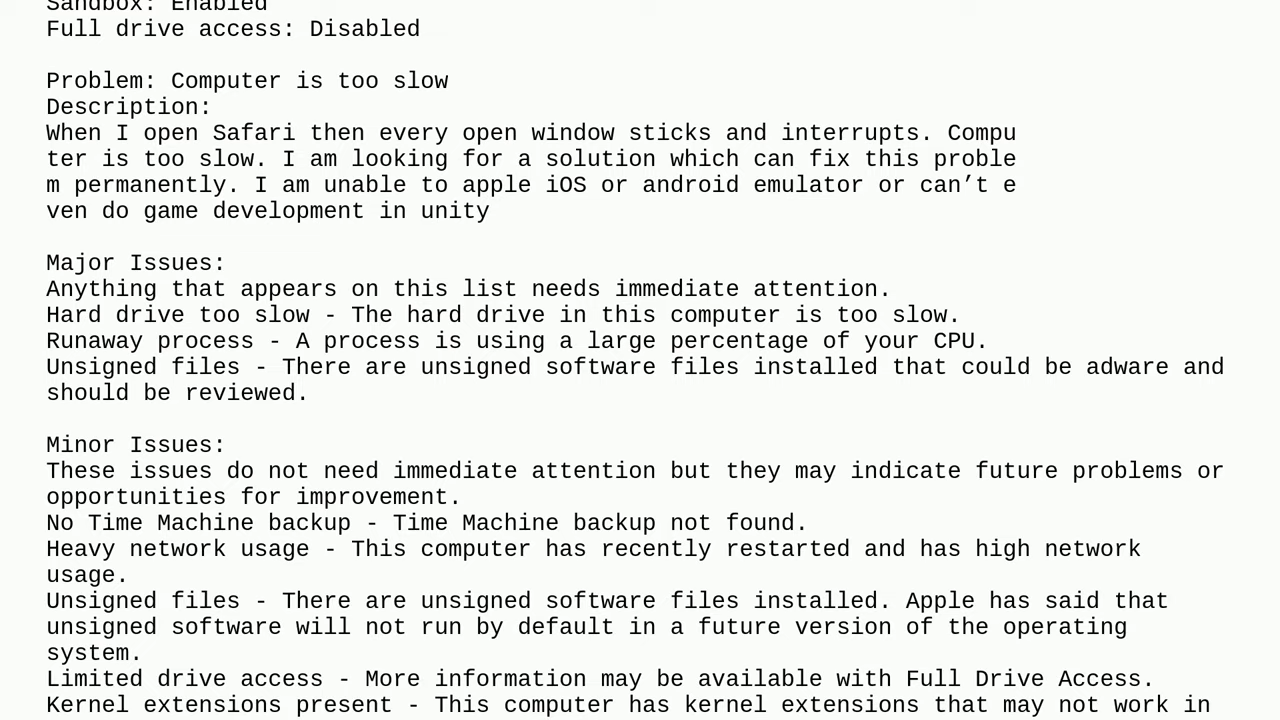 Sandbox: Enabled
Full drive access: Disabled
Problem: Computer is too slow
Description:
When I open Safari then every open window sticks and interrupts. Compu
ter is too slow. I am looking for a solution which can fix this proble
m permanently. I am unable to apple iOS or android emulator or can’t e
ven do game development in unity
Major Issues:
Anything that appears on this list needs immediate attention.
Hard drive too slow - The hard drive in this computer is too slow.
Runaway process - A process is using a large percentage of your CPU.
Unsigned files - There are unsigned software files installed that could be adware and
should be reviewed.
Minor Issues:
These issues do not need immediate attention but they may indicate future problems or
opportunities for improvement.
No Time Machine backup - Time Machine backup not found.
Heavy network usage - This computer has recently restarted and has high network
usage.
Unsigned files - There are unsigned software files installed. Apple has said that
unsigned software will not run by default in a future version of the operating
system.
Limited drive access - More information may be available with Full Drive Access.
Kernel extensions present - This computer has kernel extensions that may not work in